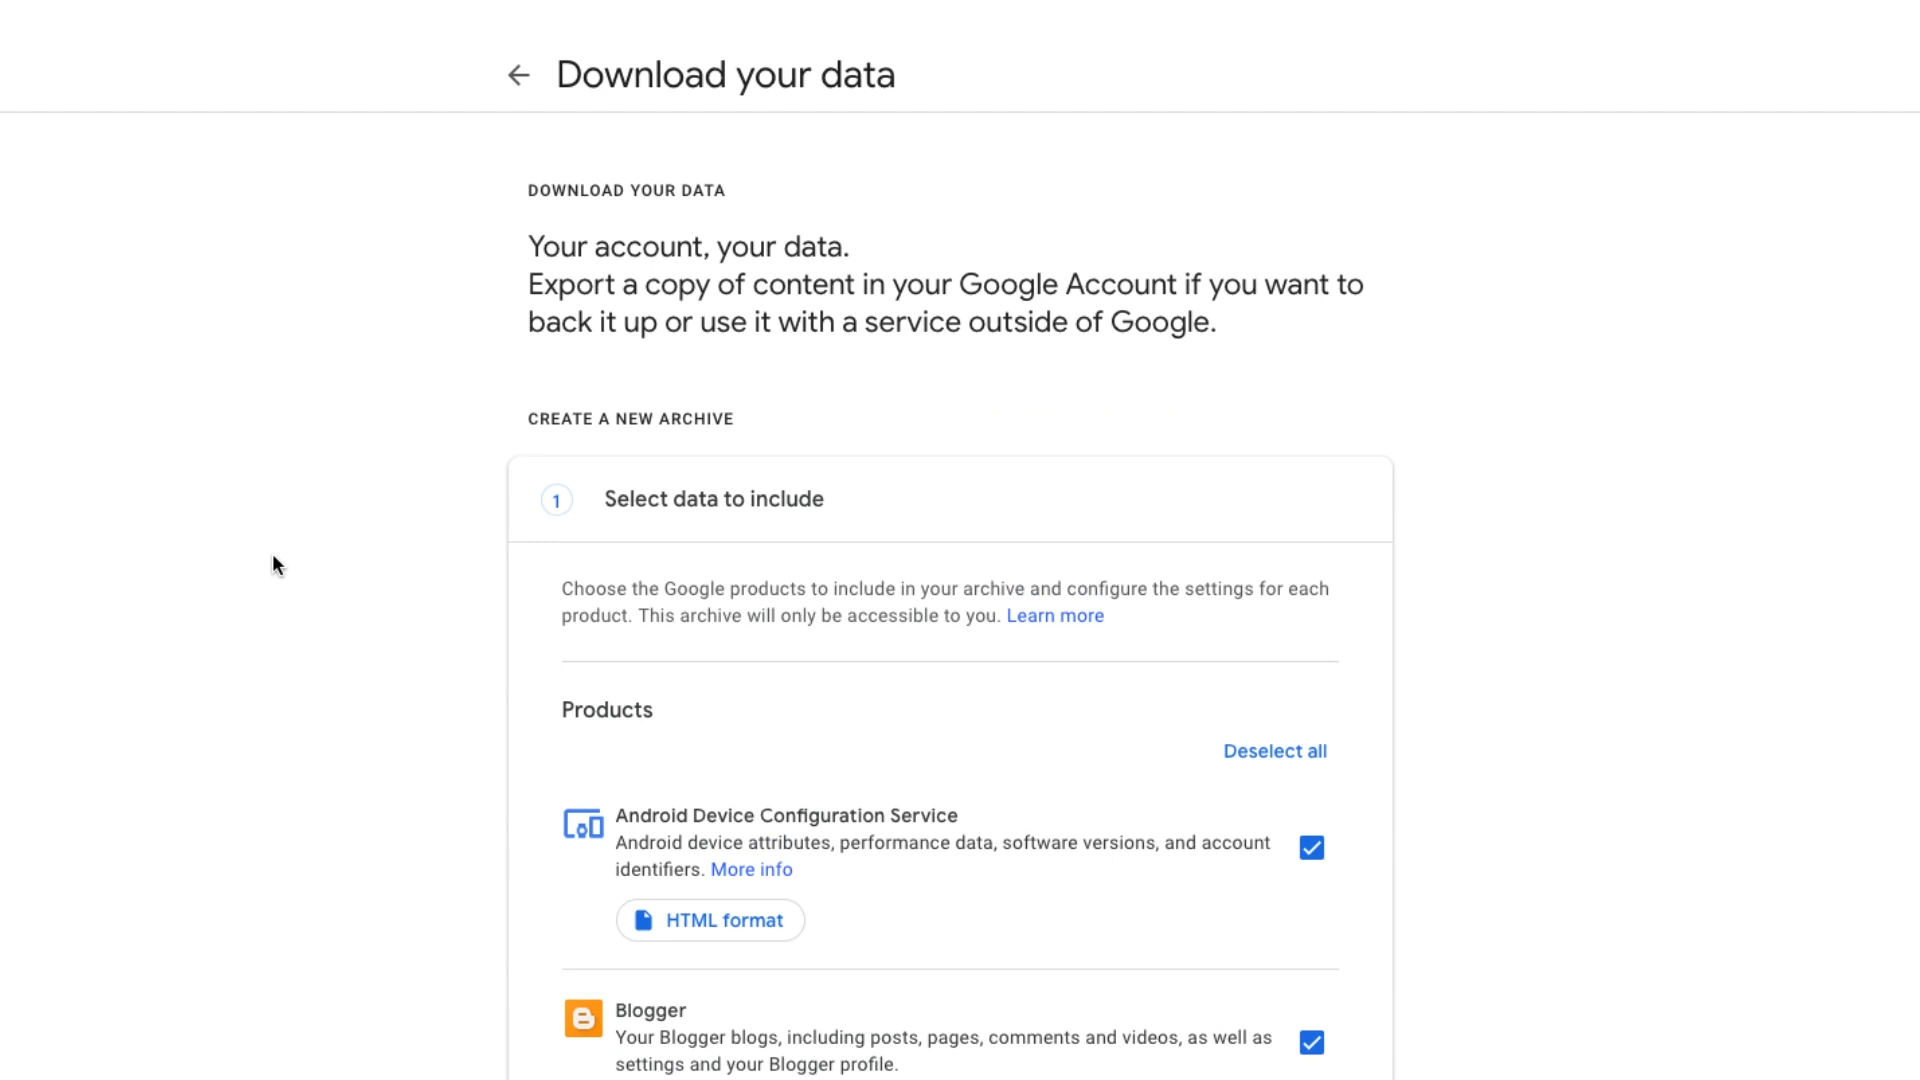 Download your data
DOWNLOAD YOUR DATA
Your account, your data.
Export a copy of content in your Google Account if you want to
back it up or use it with a service outside of Google.
CREATE A NEW ARCHIVE
1 Select data to include
Choose the Google products to include in your archive and configure the settings for each
product. This archive will only be accessible to you. Learn more
Products
Deselect all
Android Device Configuration Service
Android device attributes, performance data, software versions, and account
identifiers. More info
HTML format
Blogger
Your Blogger blogs, including posts, pages, comments and videos, as well as
settings and your Blogger profile.